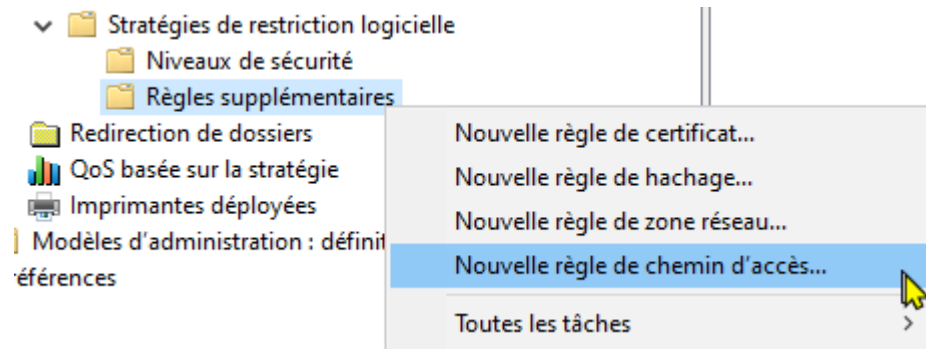 Stratégies de restriction logicielle
Niveaux de sécurité
Règles supplémentaires
Redirection de dossiers
QoS basée sur la stratégie
Imprimantes déployées
Modèles d'administration : définit
éférences
Nouvelle règle de certificat...
Nouvelle règle de hachage...
Nouvelle règle de zone réseau...
Nouvelle règle de chemin d'accès...
Toutes les tâches